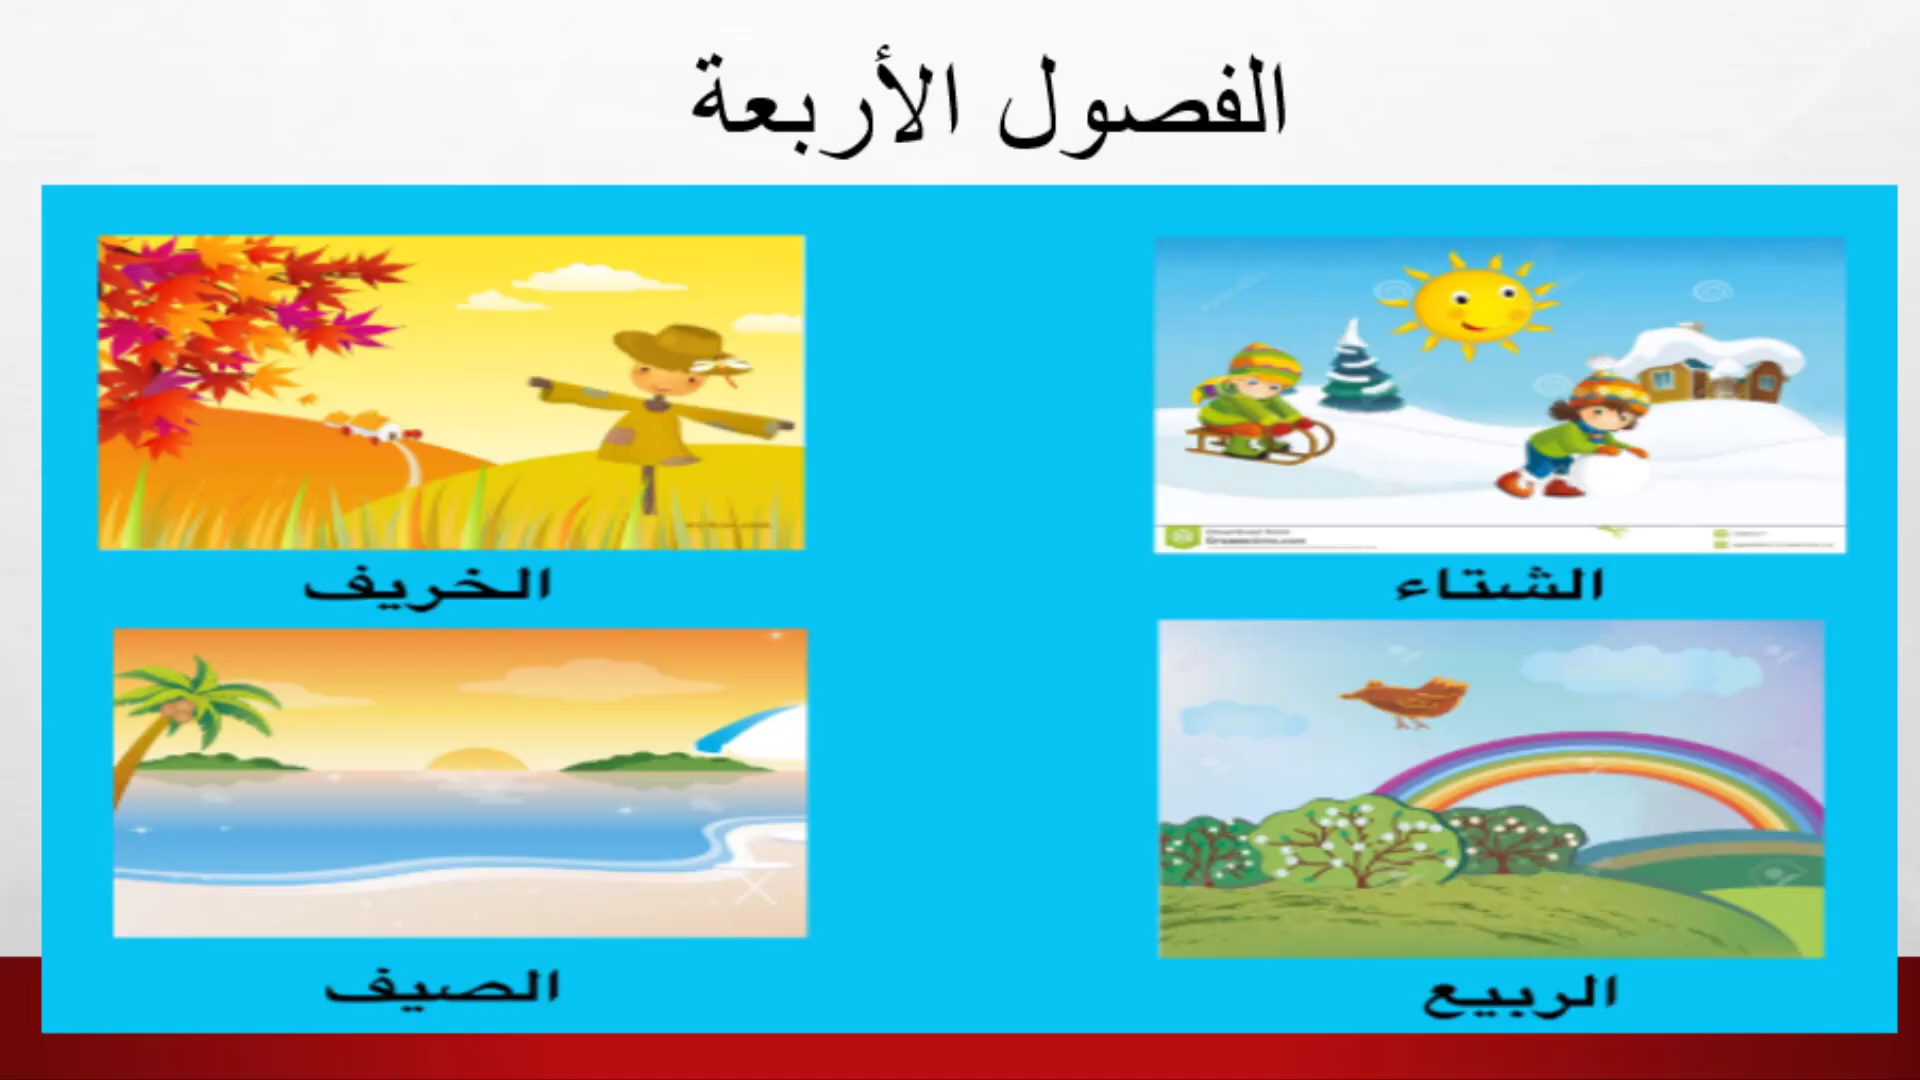 الفصول الأربعة
الشتاء
الخريف
الربيع
الصيف